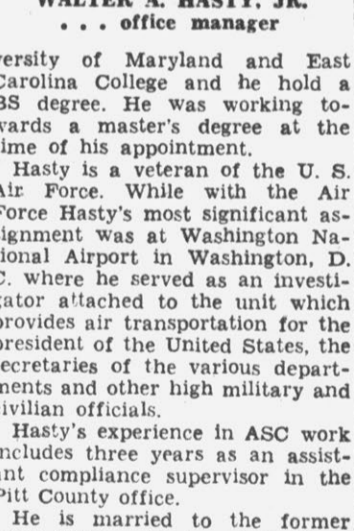 WALTER A. HASTY, JR.
. . . office manager
versity of Maryland and East
Carolina College and he hold a
BS degree. He was working to-
wards a master's degree at the
time of his appointment.
Hasty is a veteran of the U. S.
Air Force. While with the Air
Force Hasty's most significant as-
signment was at Washington Na-
tional Airport in Washington, D.
C. where he served as an investi-
gator attached to the unit which
provides air transportation for the
president of the United States, the
secretaries of the various depart-
ments and other high military and
civilian officials.
Hasty's experience in ASC work
includes three years as an assist-
ant compliance supervisor in the
Pitt County office.
He is married to the former